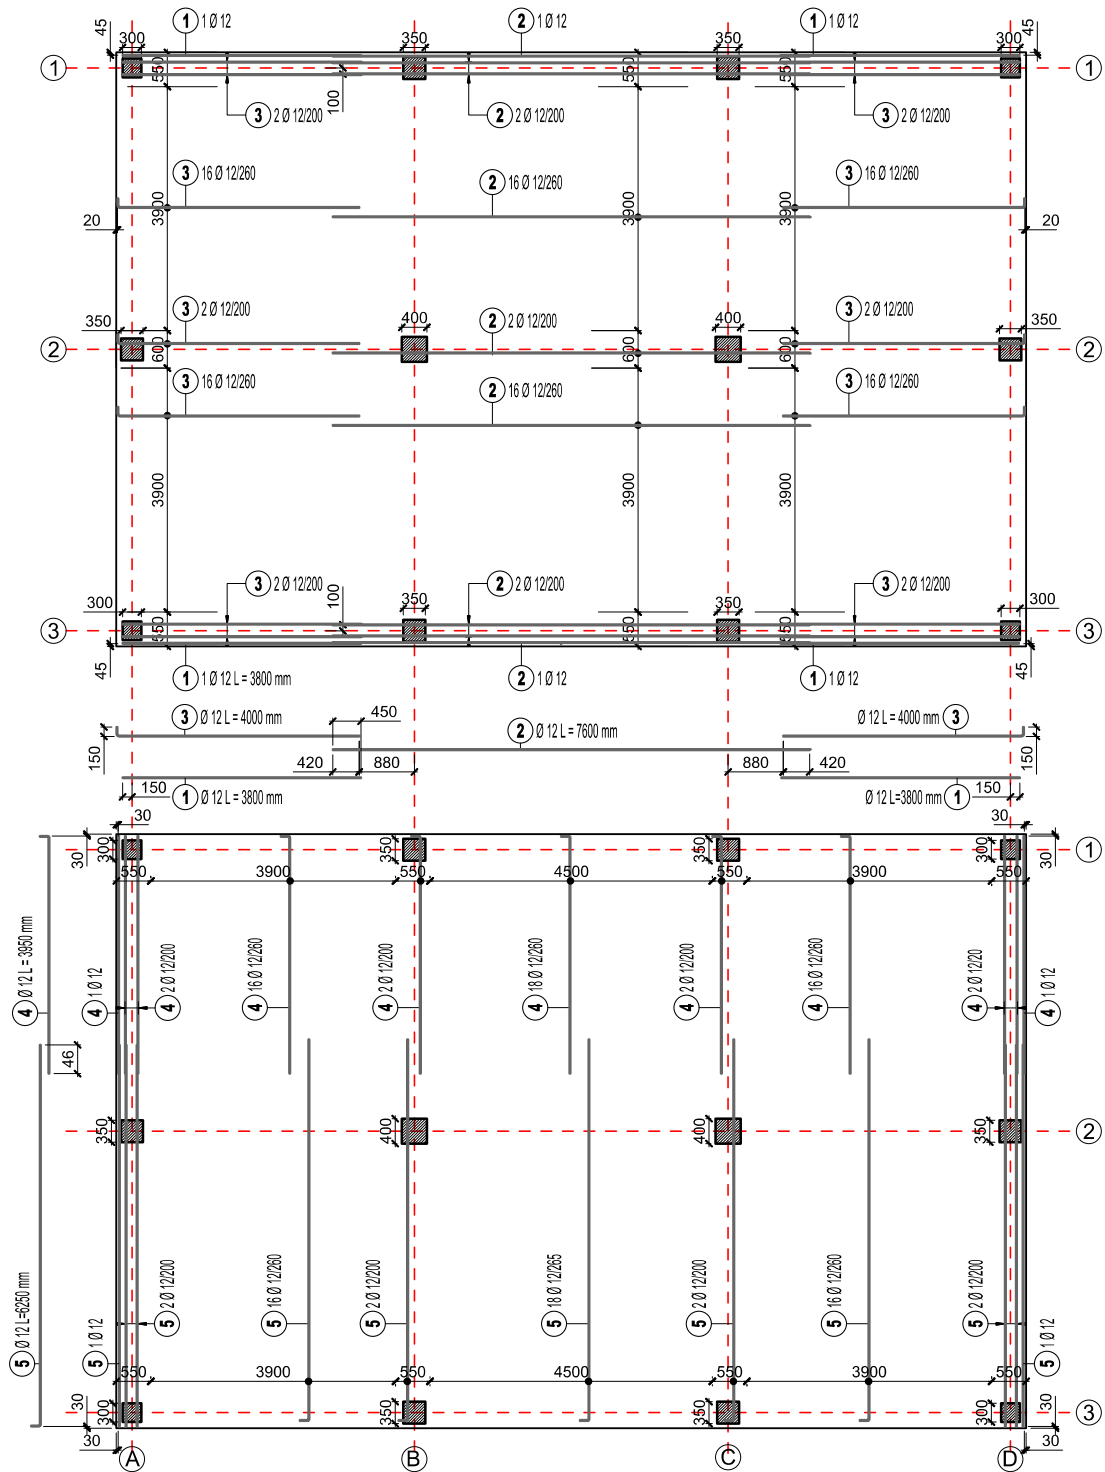 45
300
1 1 Ø 12
350
2 1 Ø 12
350
1 1 Ø 12
300
45
1
550
550
550
1
100
3 2 Ø 12/200
2 2 Ø 12/200
3 2 Ø 12/200
3 16 Ø 12/260
2 16 Ø 12/260
3 16 Ø 12/260
20
3900
3900
3900
20
350
3 2 Ø 12/200
400
2 2 Ø 12/200
400
3 2 Ø 12/200
350
2
600
600
600
2
3 16 Ø 12/260
2 16 Ø 12/260
3 16 Ø 12/260
3900
3900
3900
300
3 2 Ø 12/200
100
350
2 2 Ø 12/200
350
3 2 Ø 12/200
300
3
550
550
550
3
45
1 1 Ø 12 L = 3800 mm
2 1 Ø 12
1 1 Ø 12
45
3 Ø 12 L = 4000 mm
450
2 Ø 12 L = 7600 mm
Ø 12 L = 4000 mm 3
150
420
880
880
420
150
150
1 Ø 12 L = 3800 mm
Ø 12 L=3800 mm 1
150
30
30
30
300
350
350
300
30
1
550
3900
550
4500
550
3900
550
4 Ø 12 L = 3950 mm
4 1 Ø 12
4 2 Ø 12/200
4 16 Ø 12/260
4 2 Ø 12/200
4 18 Ø 12/260
4 2 Ø 12/200
4 16 Ø 12/260
4 2 Ø 12/20
4 1 Ø 12
46
350
400
400
350
2
5 Ø 12 L=6250 mm
5 1 Ø 12
5 2 Ø 12/200
5 16 Ø 12/260
5 2 Ø 12/200
5 18 Ø 12/265
5 2 Ø 12/200
5 16 Ø 12/260
5 2 Ø 12/200
5 1 Ø 12
550
3900
550
4500
550
3900
550
30
300
350
350
300
30
3
30
A
B
C
D
30